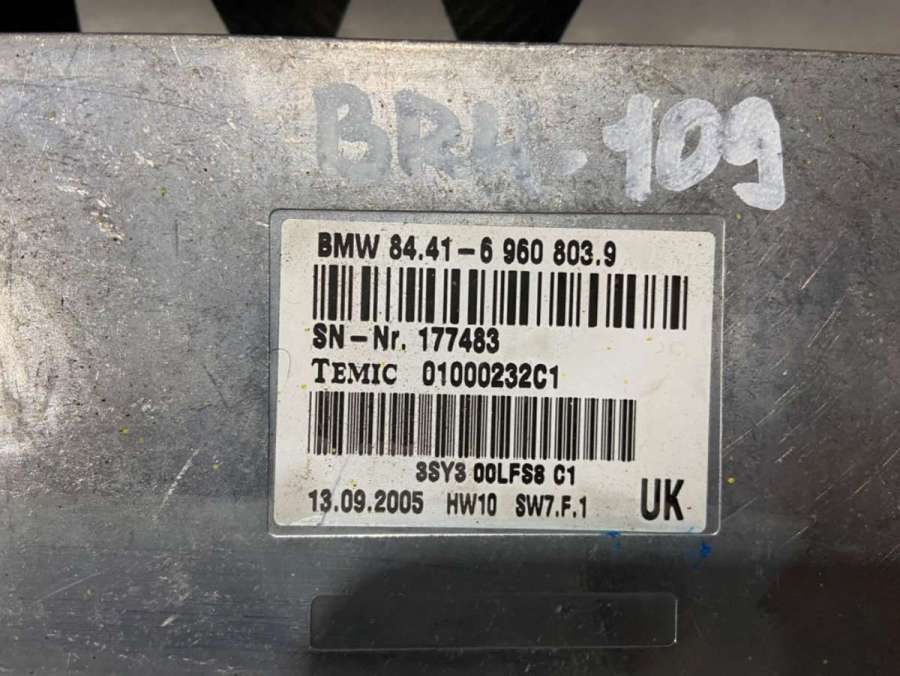 BRH-109
BMW 84.41-6 960 803.9
SN-Nr. 177483
TEMIC 01000232C1
3SY3 00LFS8 C1
13.09.2005 HW10 SW7.F.1 UK